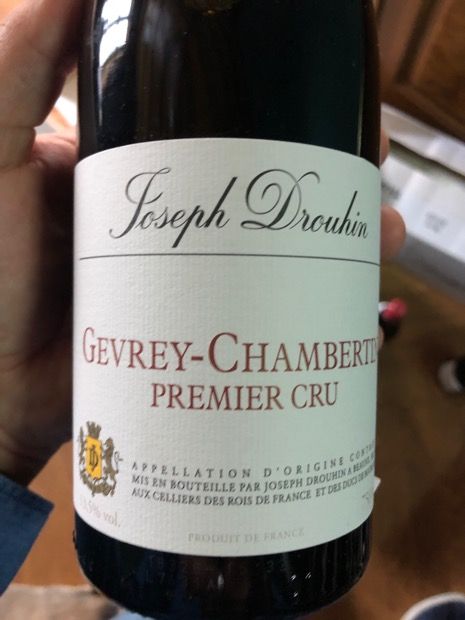 Joseph Drouhin
GEVREY-CHAMBERTIN
PREMIER CRU
APPELLATION D'ORIGINE
MIS EN BOUTEILLE PAR JOSEPH DROUHIN A BEAUNE,
AUX CELLIERS DES ROIS DE FRANCE ET DES DUCS DE
% vol.
PRODUIT DE FRANCE